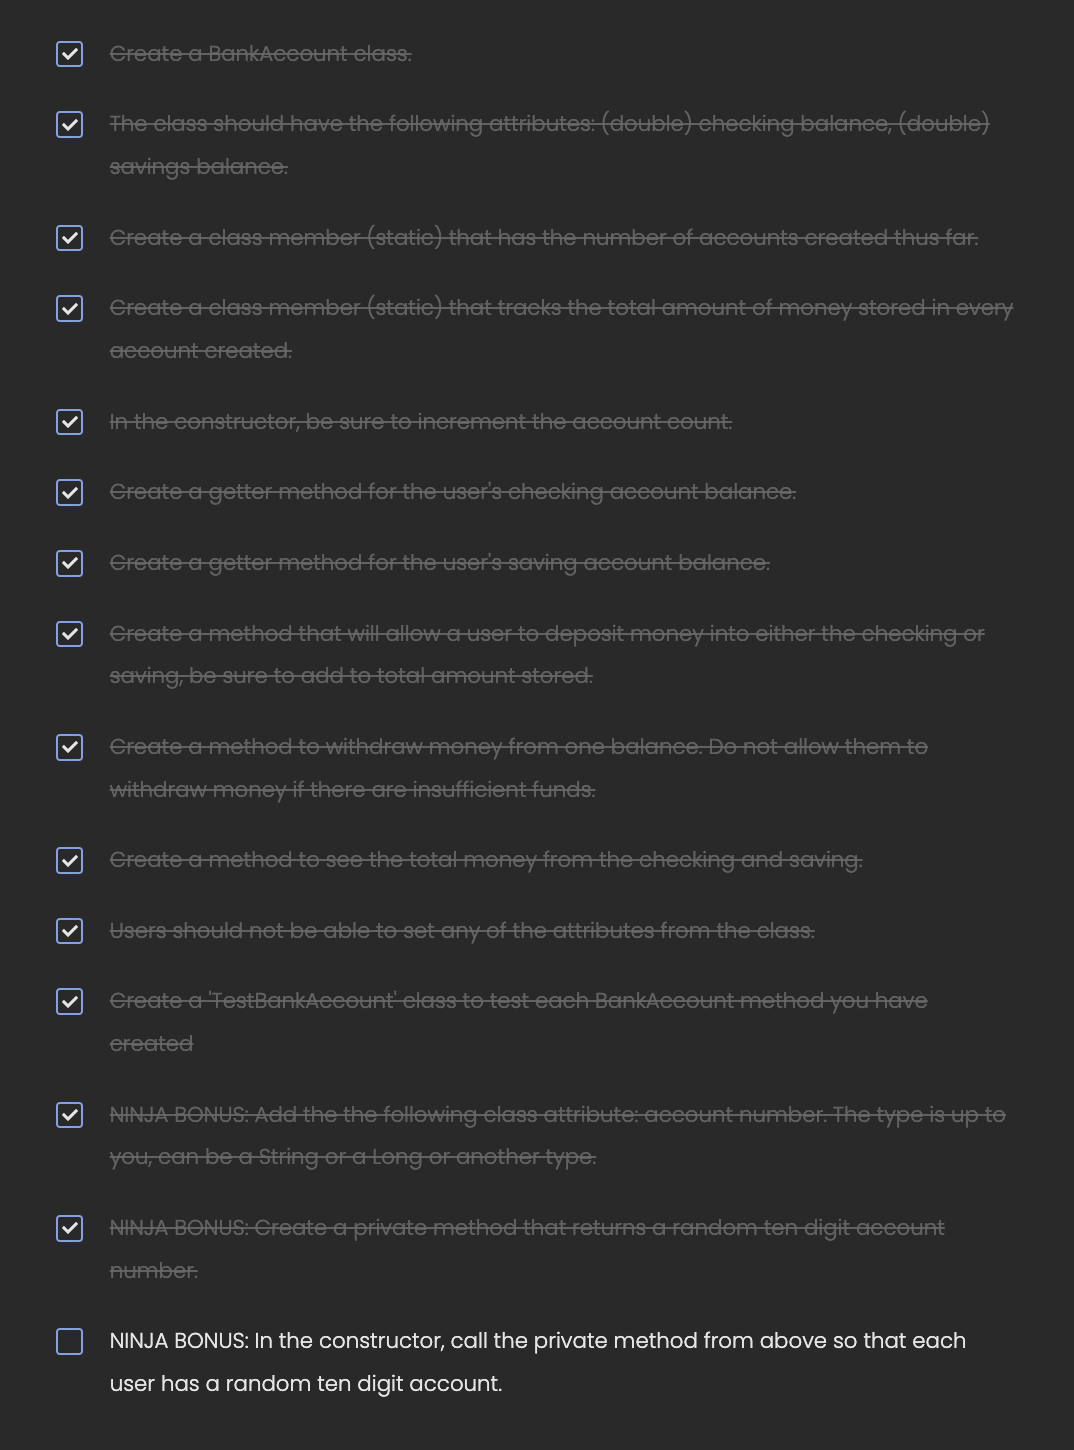 Create a BankAccount class.
The class should have the following attributes: (double) checking balance, (double)
savings balance.
Create a class member (static) that has the number of accounts created thus far.
Create a class member (static) that tracks the total amount of money stored in every
account created.
In the constructor, be sure to increment the account count.
Create a getter method for the user's checking account balance.
Create a getter method for the user's saving account balance.
Create a method that will allow a user to deposit money into either the checking or
saving, be sure to add to total amount stored.
Create a method to withdraw money from one balance. Do not allow them to
withdraw money if there are insufficient funds.
Create a method to see the total money from the checking and saving.
Users should not be able to set any of the attributes from the class.
Create a 'TestBankAccount' class to test each BankAccount method you have
created
NINJA BONUS: Add the the following class attribute: account number. The type is up to
you, can be a String or a Long or another type.
NINJA BONUS: Create a private method that returns a random ten digit account
number.
NINJA BONUS: In the constructor, call the private method from above so that each
user has a random ten digit account.